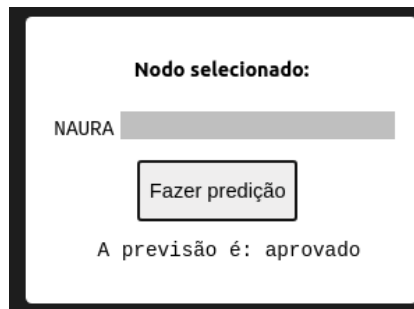 Nodo selecionado:
NAURA
Fazer predição
A previsão é: aprovado